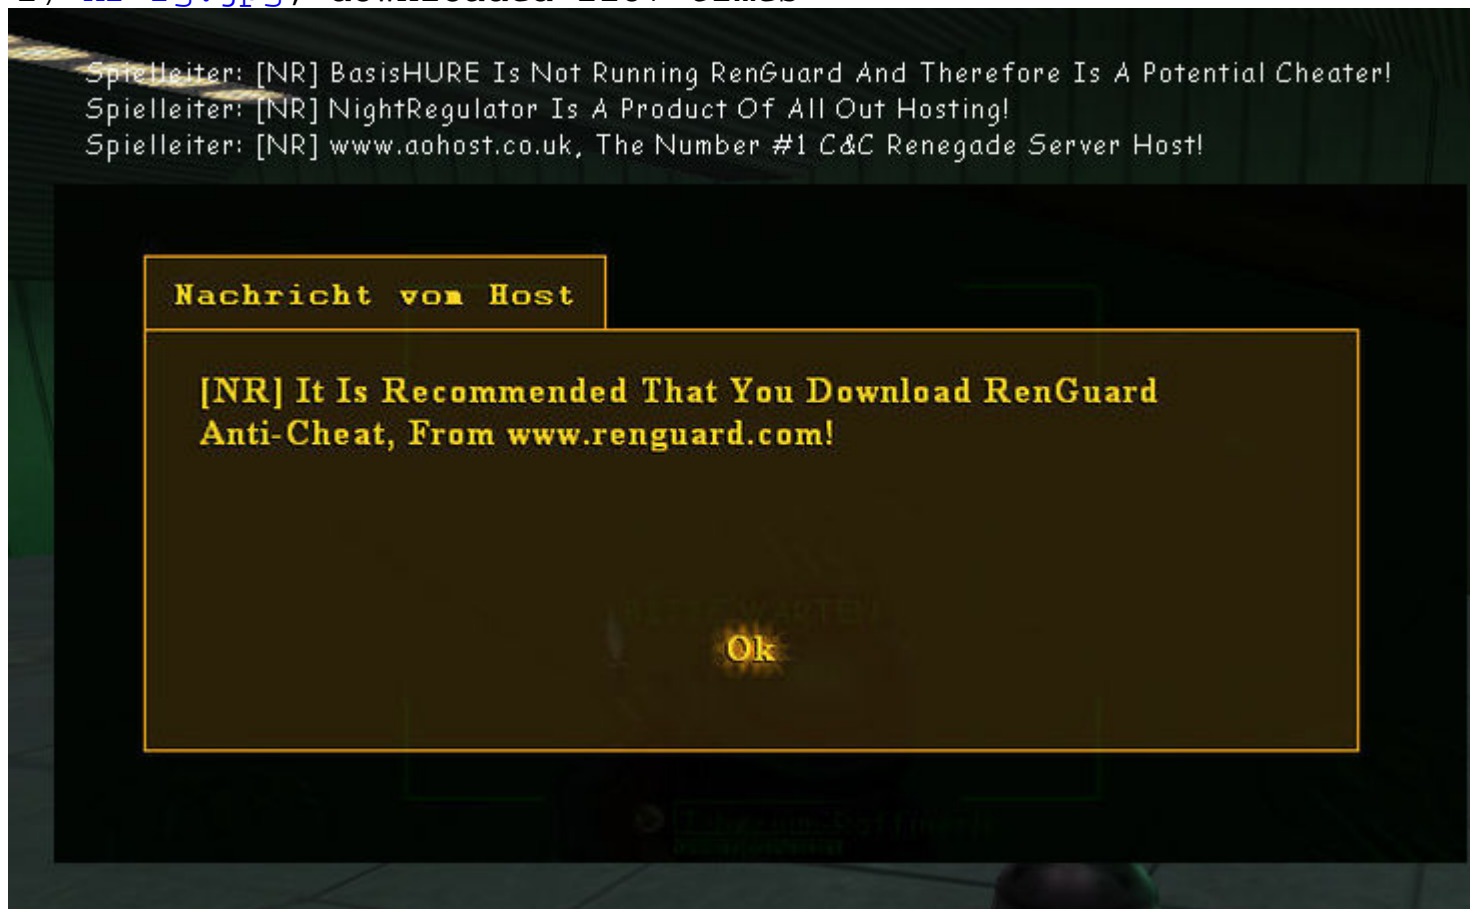 Spielleiter: [NR] BasisHURE Is Not Running RenGuard And Therefore Is A Potential Cheater!
Spielleiter: [NR] NightRegulator Is A Product Of All Out Hosting!
Spielleiter: [NR] www.aohost.co.uk, The Number #1 C&C Renegade Server Host!
Nachricht vom Host
[NR] It Is Recommended That You Download RenGuard
Anti-Cheat, From www.renguard.com!
BITTE WARTEN
Ok